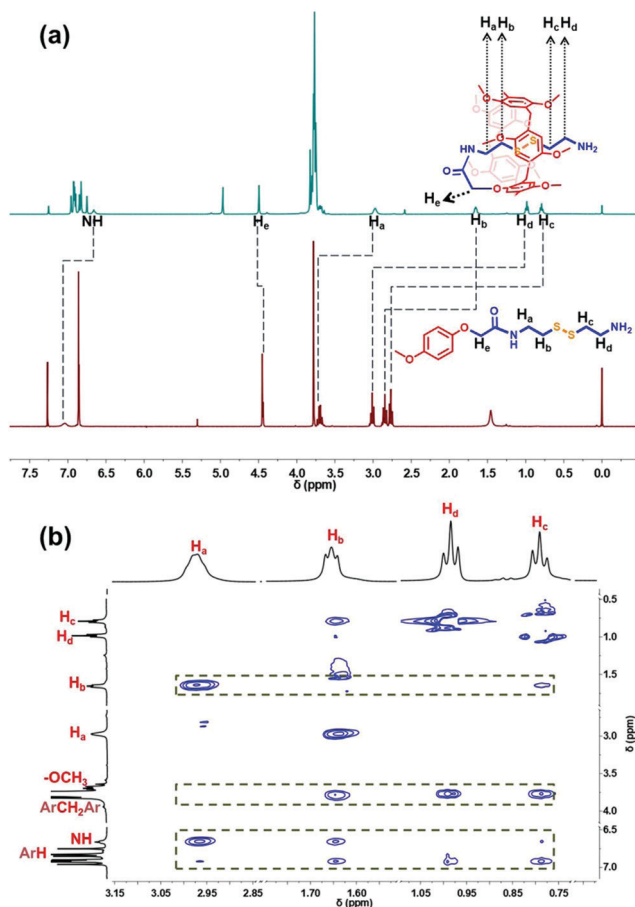 (a)
HaHb
Hc Hd
O
O
O
O
HN
S
S
NH2
O
O
O
He
NH
He
Ha
Hb
Hd
Hc
O
O
O
N
H
He
Ha
Hb
S-S
Hc
Hd
NH2
7.5 7.0 6.5 6.0 5.5 5.0 4.5 4.0 3.5 3.0 2.5 2.0 1.5 1.0 0.5 0.0
δ (ppm)
(b)
Ha
Hb
Hd
Hc
Hc
Hd
Hb
Ha
-OCH3
ArCH2Ar
NH
ArH
0.5
1.0
1.5
3.0
3.5
4.0
6.5
7.0
δ (ppm)
3.15 3.05 2.95 2.85 1.75 1.65 1.55 1.05 0.95 0.85 0.75
δ (ppm)